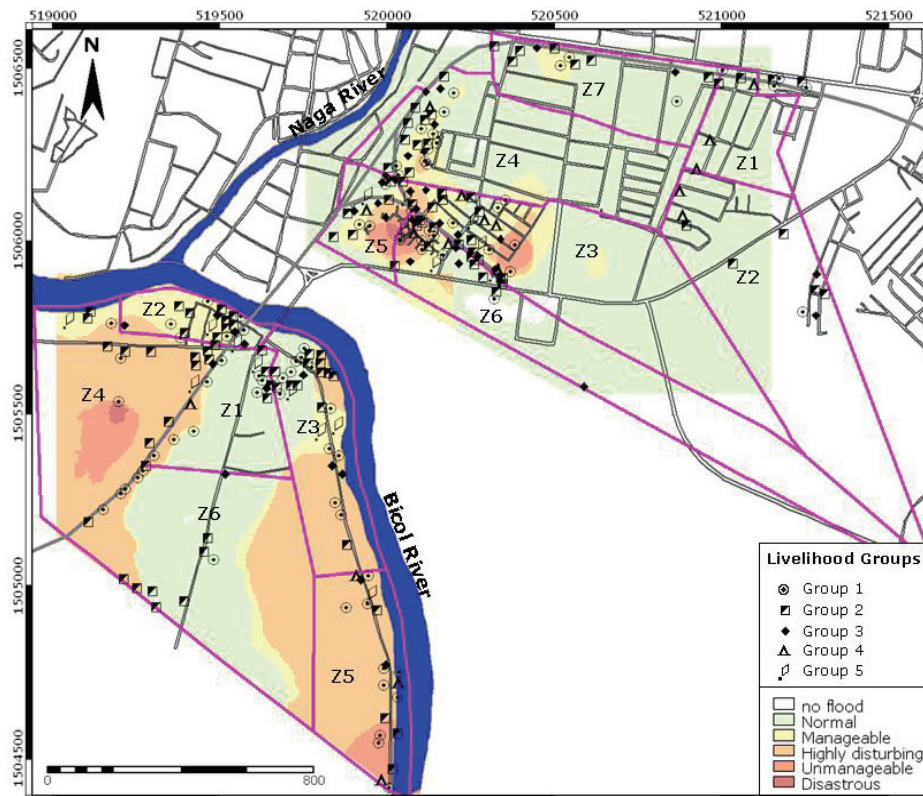 519000 519500 520000 520500 521000 521500
1506500
1506000
1505500
1505000
1504500
N
Naga River
Z7
Z4
Z1
Z5
Z3
Z2
Z6
Z2
Z4
Z1
Z3
Z6
Bicol River
Z5
0 800
Livelihood Groups
Group 1
Group 2
Group 3
Group 4
Group 5
no flood
Normal
Manageable
Highly disturbing
Unmanageable
Disastrous